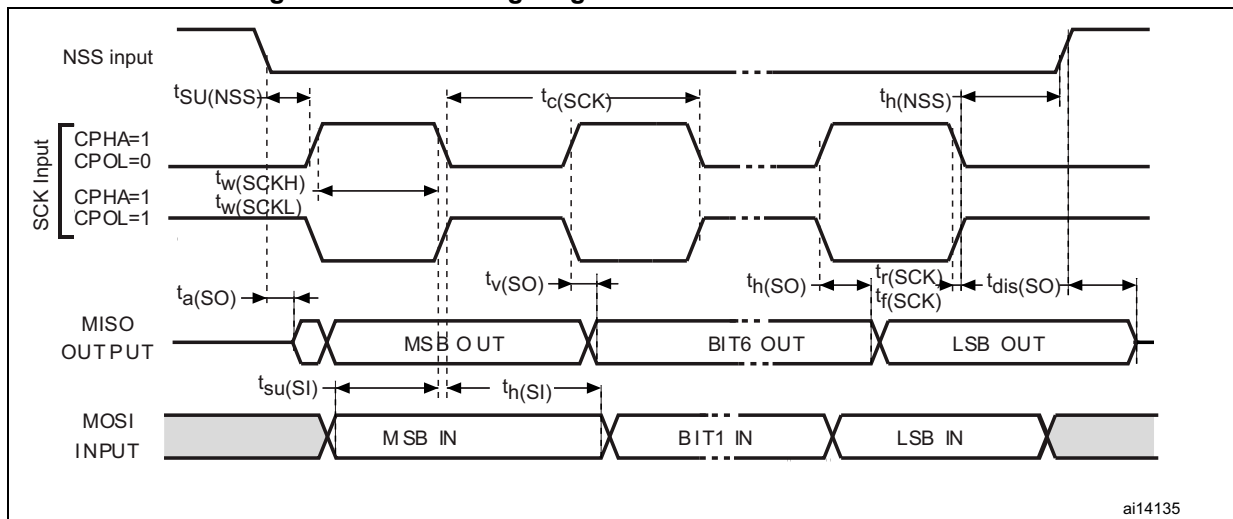 NSS input
tSU(NSS)
tc(SCK)
th(NSS)
SCK Input
CPHA=1
CPOL=0
tw(SCKH)
CPHA=1
tw(SCKL)
CPOL=1
ta(SO)
tv(SO)
th(SO)
tr(SCK)
tf(SCK)
tdis(SO)
MISO
OUTPUT
MSB OUT
BIT6 OUT
LSB OUT
tsu(SI)
th(SI)
MOSI
INPUT
MSB IN
BIT1 IN
LSB IN
ai14135